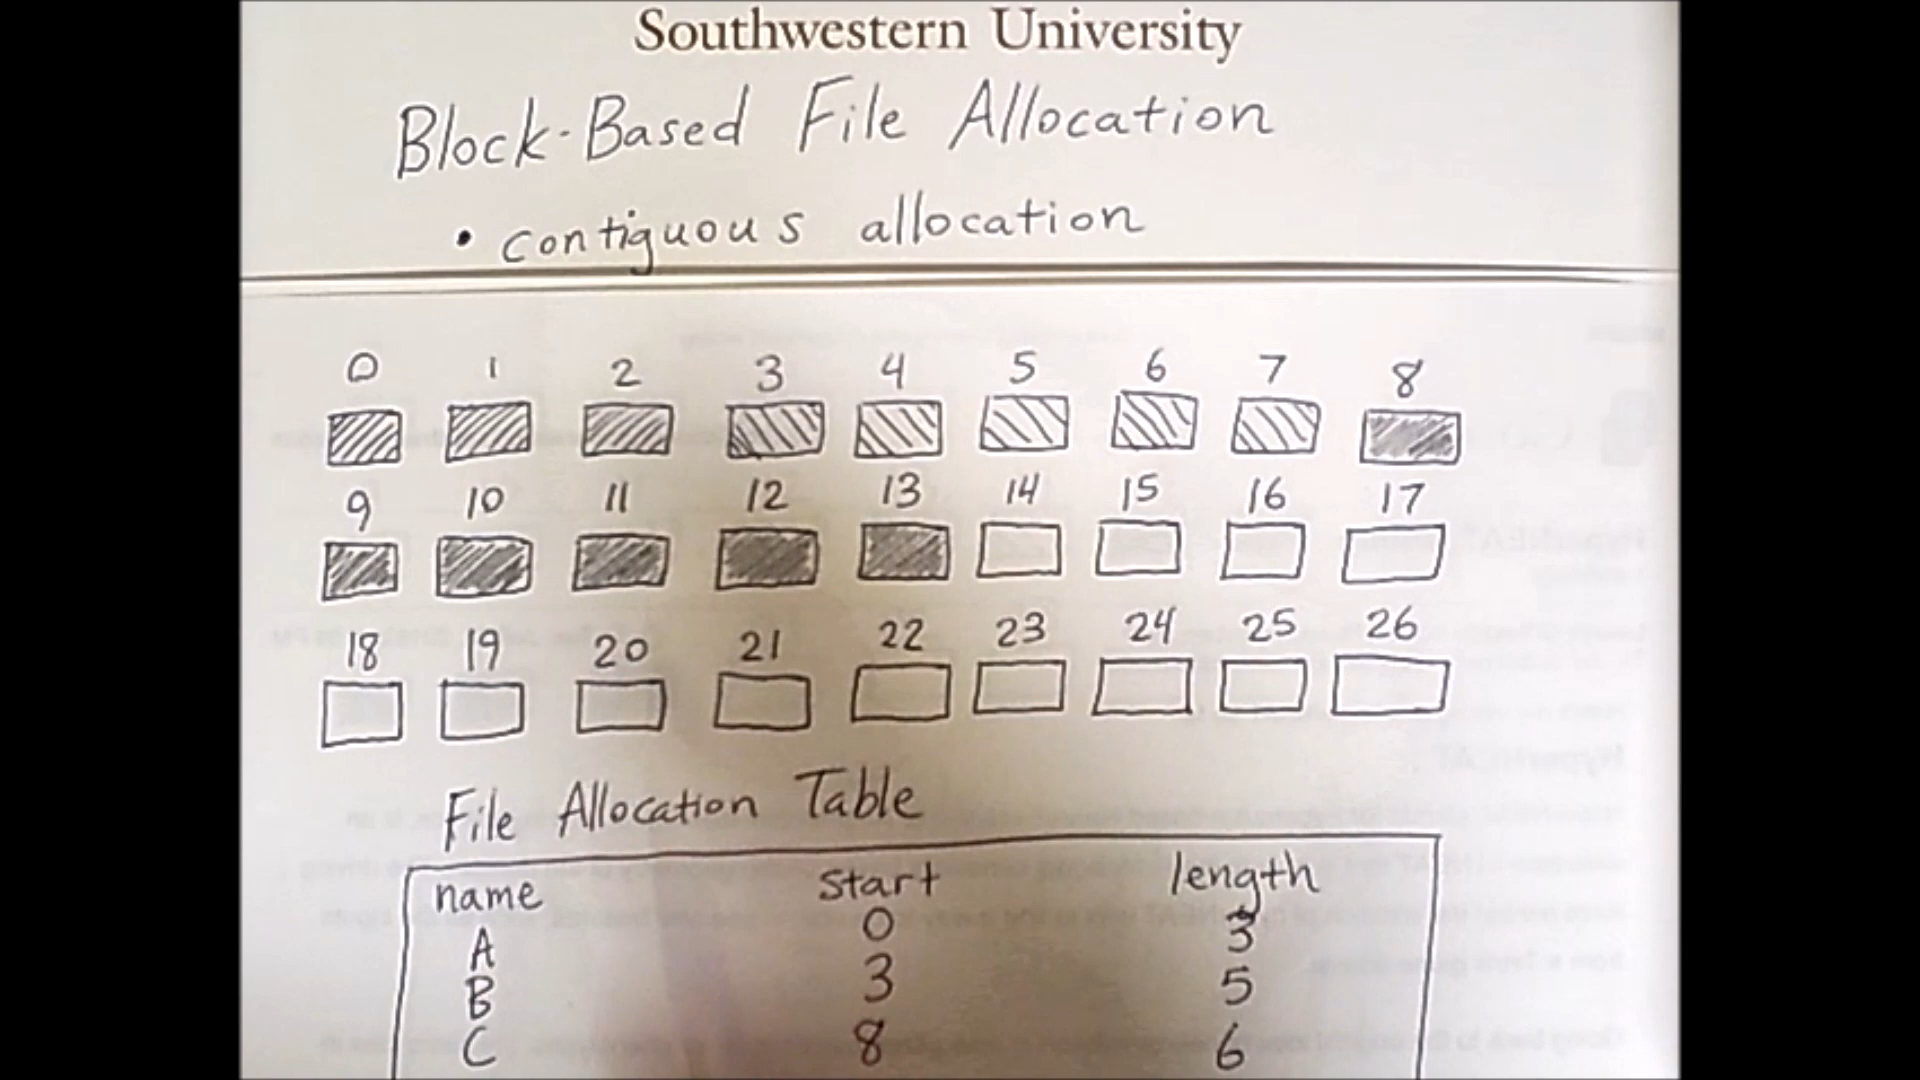 Southwestern University
Block-Based File Allocation
• contiguous allocation
0 1 2 3 4 5 6 7 8
9 10 11 12 13 14 15 16 17
18 19 20 21 22 23 24 25 26
File Allocation Table
name start length
A 0 3
B 3 5
C 8 6